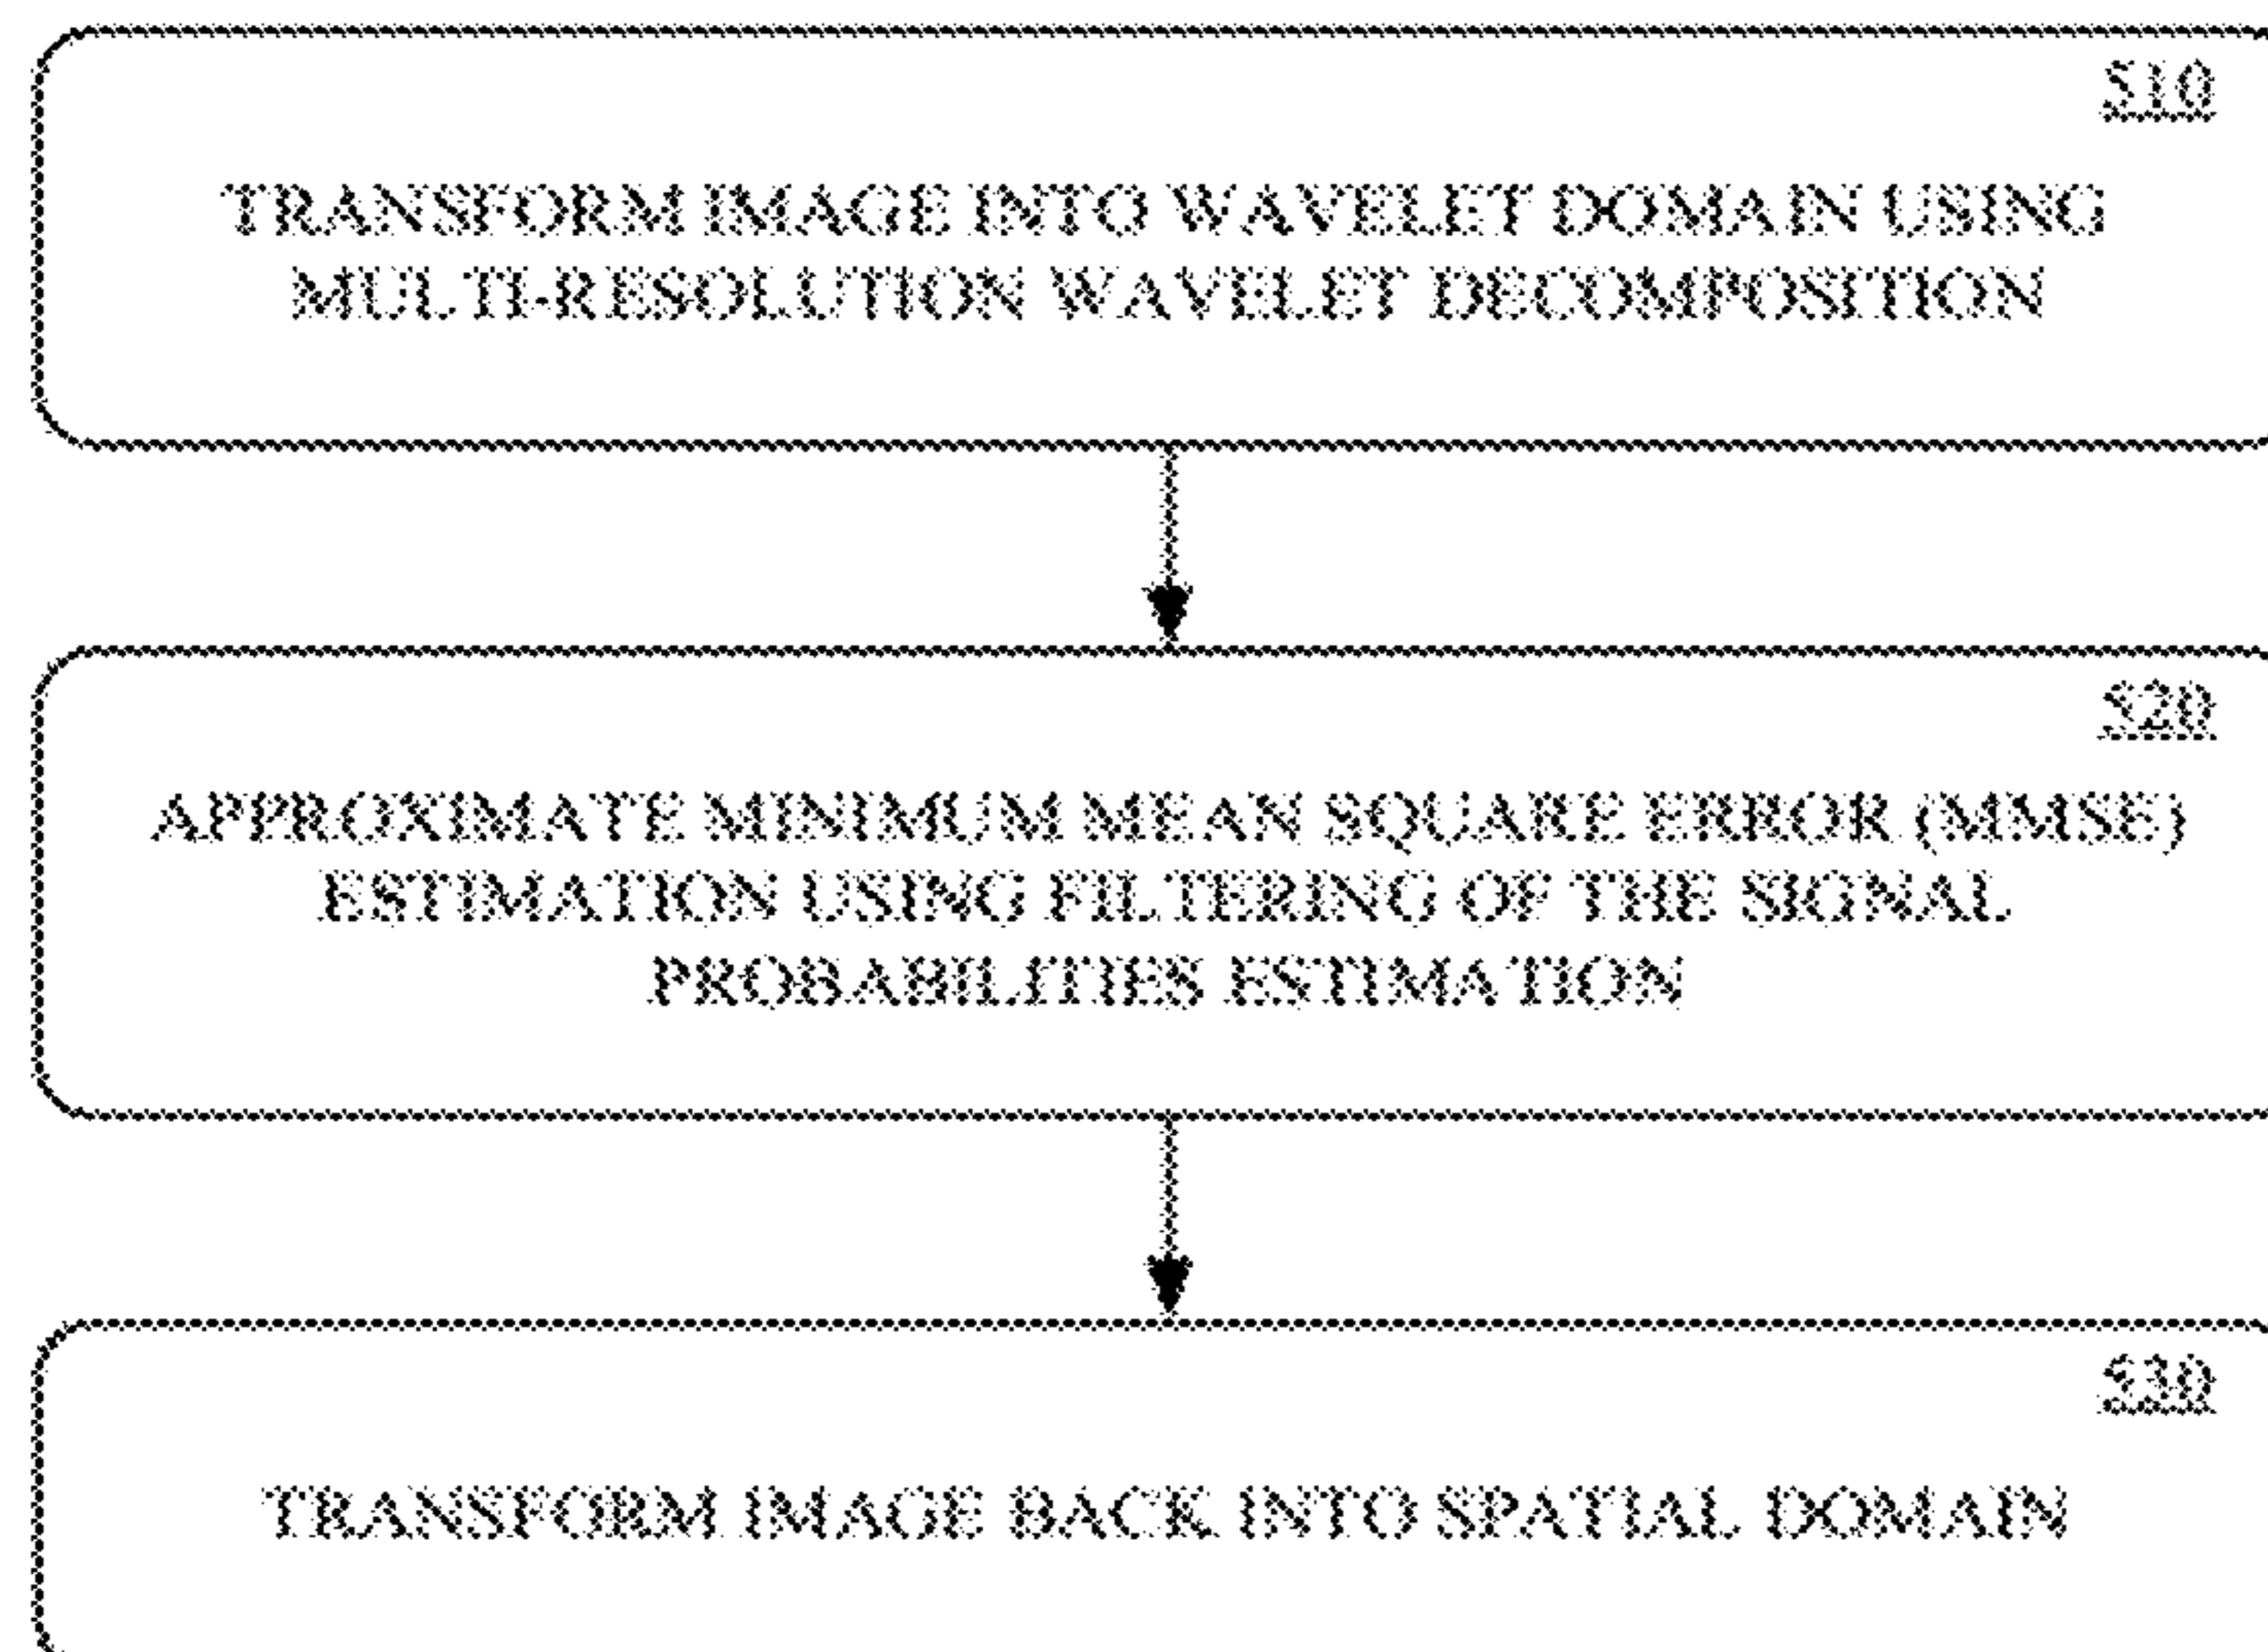 S10
TRANSFORM IMAGE INTO WAVELET DOMAIN USING
MULTI-RESOLUTION WAVELET DECOMPOSITION
S20
APPROXIMATE MINIMUM MEAN SQUARE ERROR (MMSE)
ESTIMATION USING FILTERING OF THE SIGNAL
PROBABILITIES ESTIMATION
S30
TRANSFORM IMAGE BACK INTO SPATIAL DOMAIN